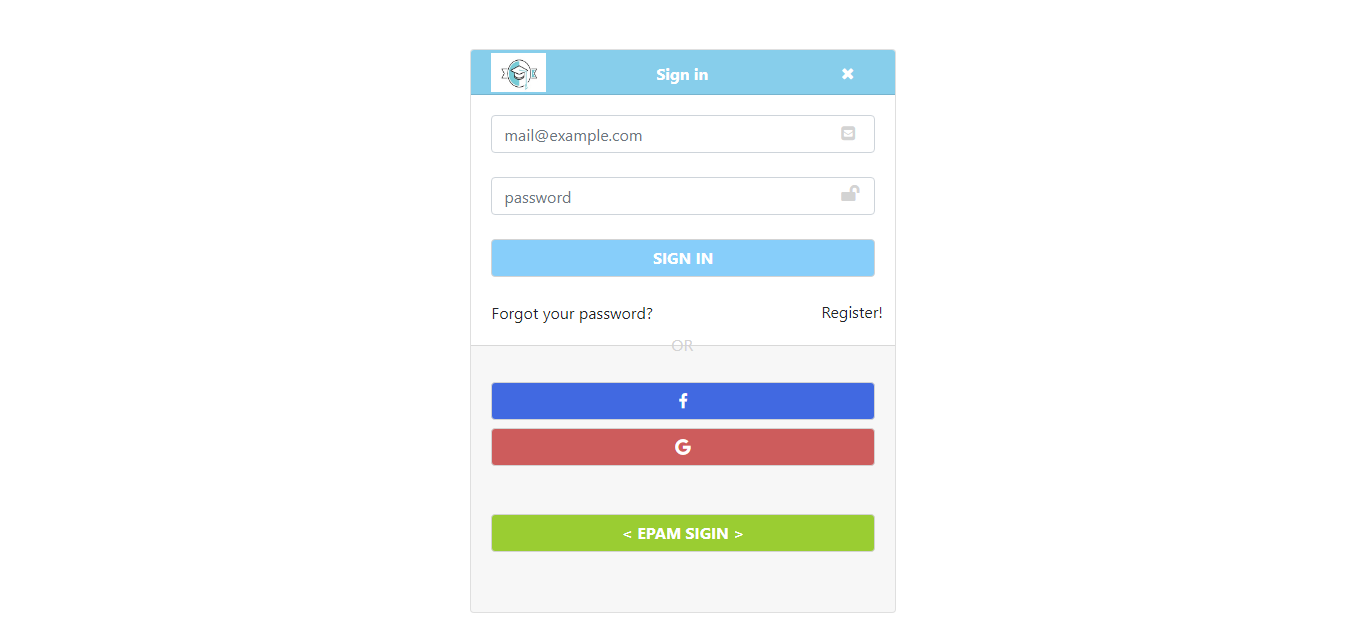 Sign in
mail@example.com
password
SIGN IN
Forgot your password? Register!
OR
< EPAM SIGIN >